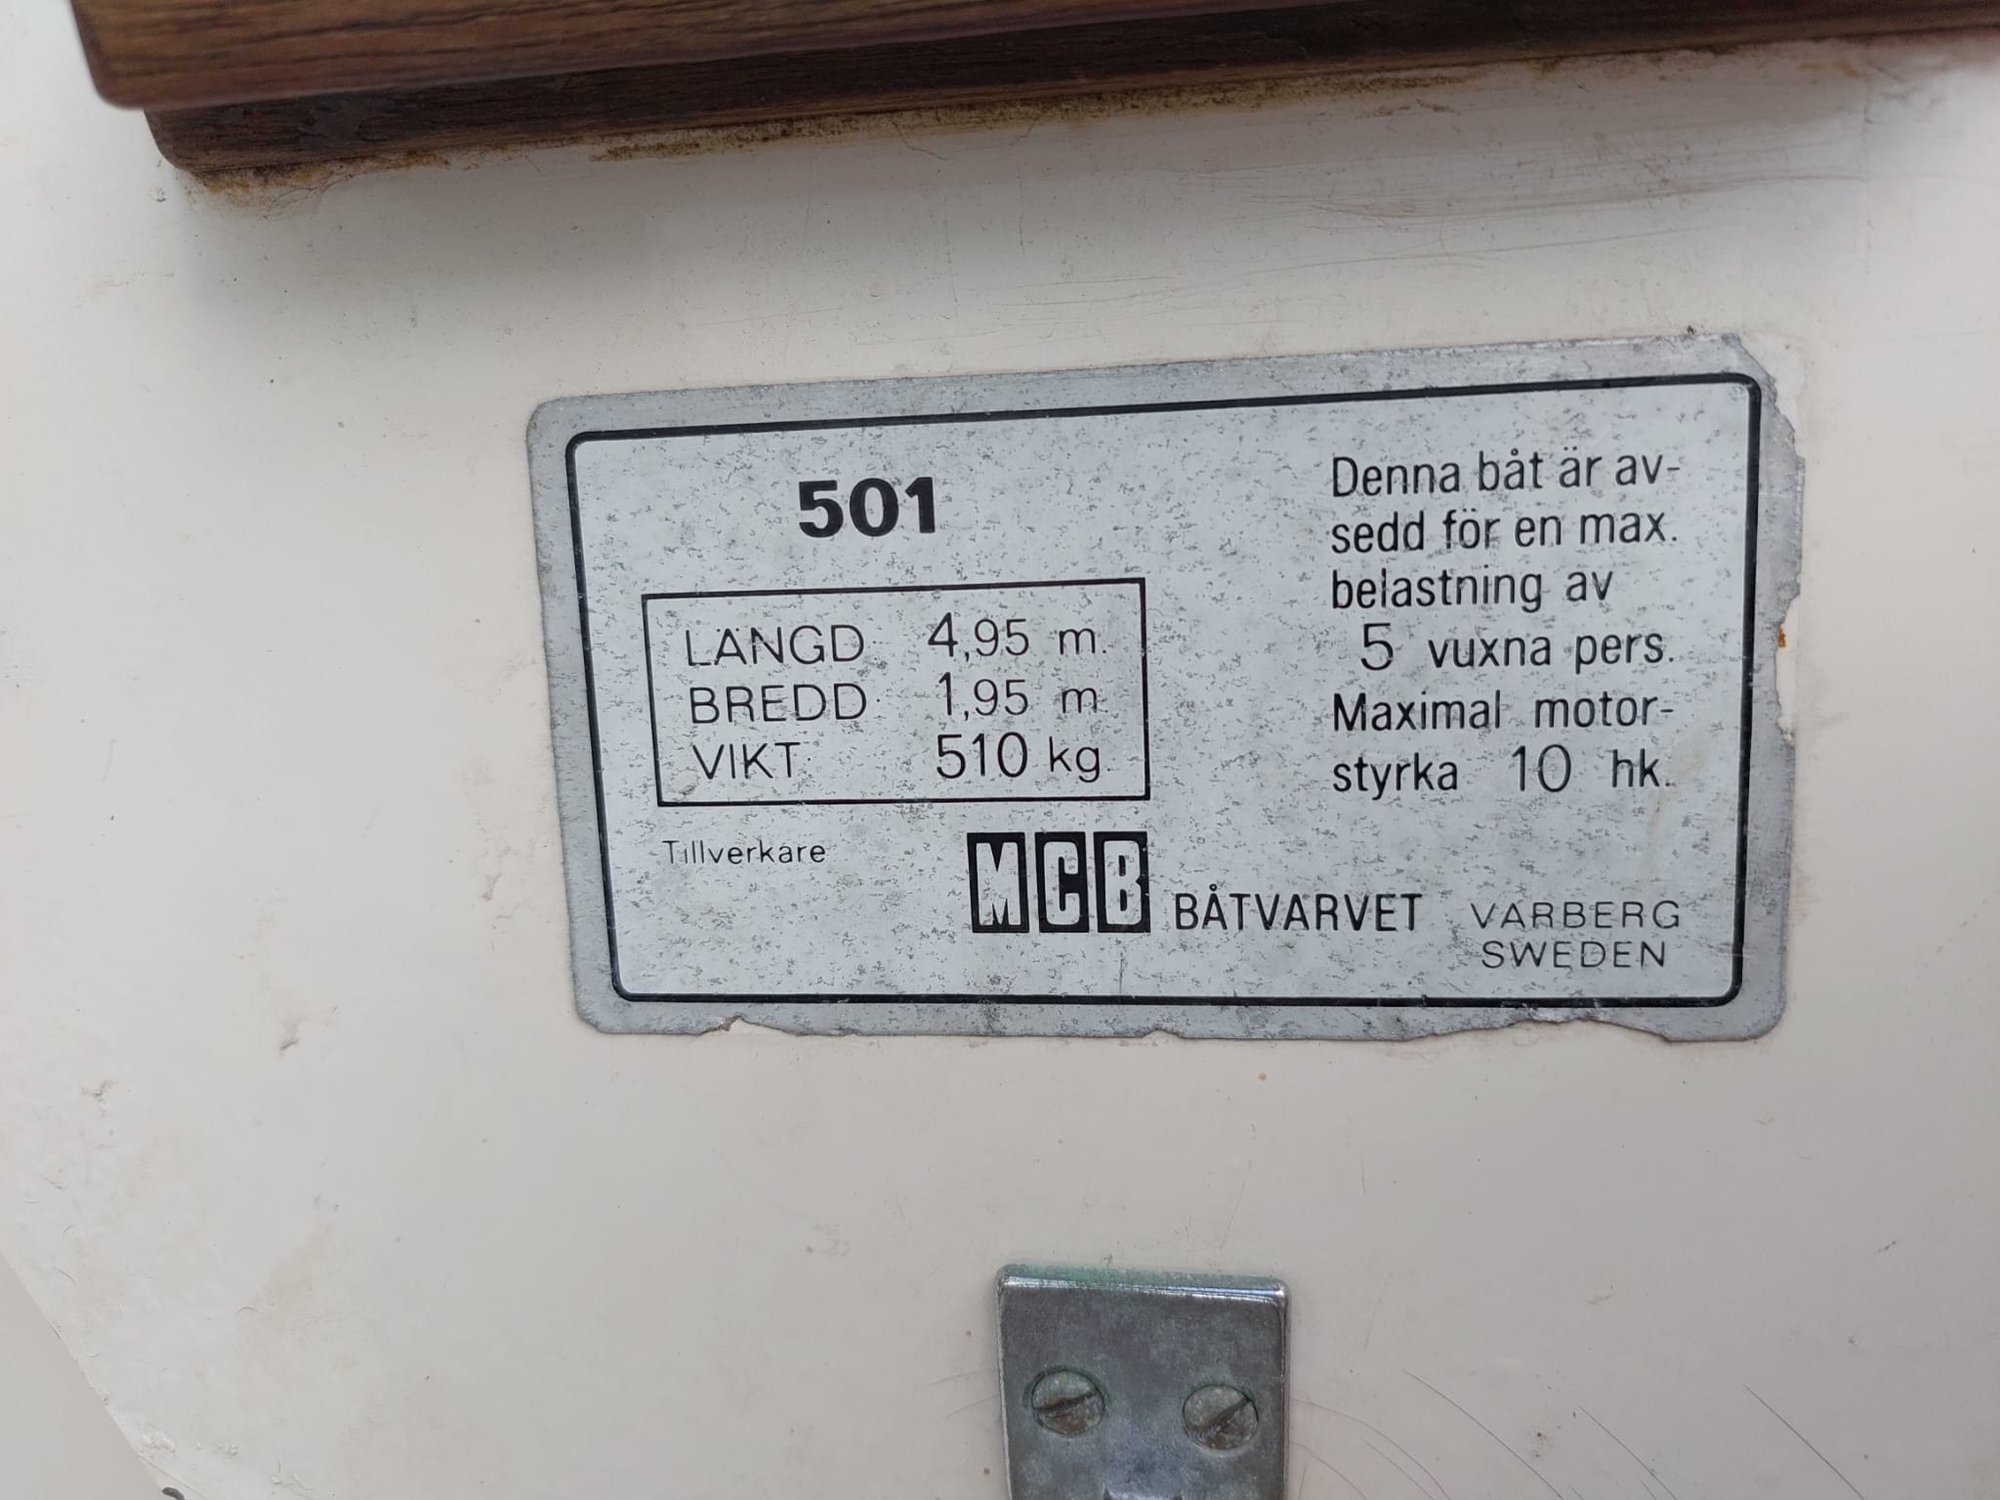 501
LÄNGD 4,95 m.
BREDD 1,95 m
VIKT 510 kg
Denna båt är av-
sedd för en max.
belastning av
5 vuxna pers.
Maximal motor-
styrka 10 hk.
Tillverkare
MCB BÅTVARVET VARBERG
SWEDEN